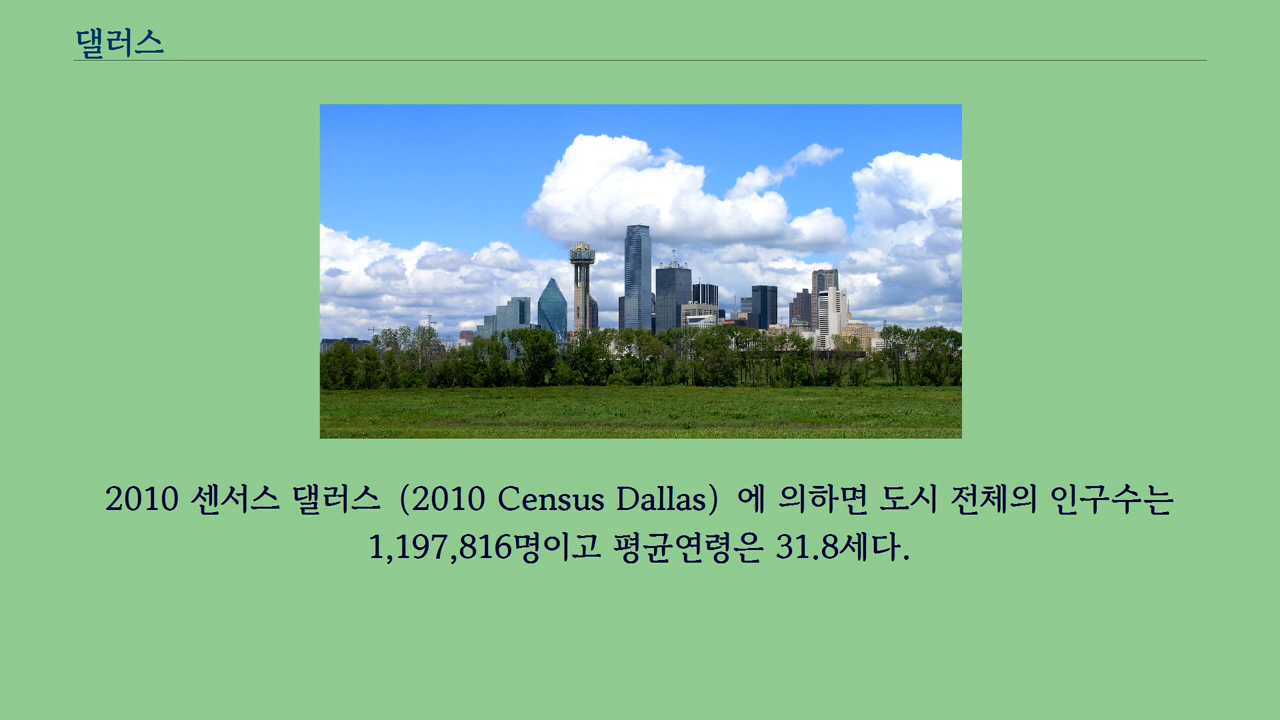 댈러스
2010 센서스 댈러스 (2010 Census Dallas) 에 의하면 도시 전체의 인구수는
1,197,816명이고 평균연령은 31.8세다.